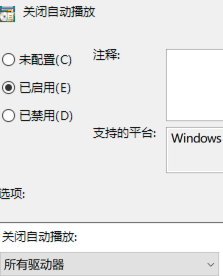 关闭自动播放
未配置(C)
注释:
已启用(E)
已禁用(D)
支持的平台:
Windows
选项:
关闭自动播放:
所有驱动器